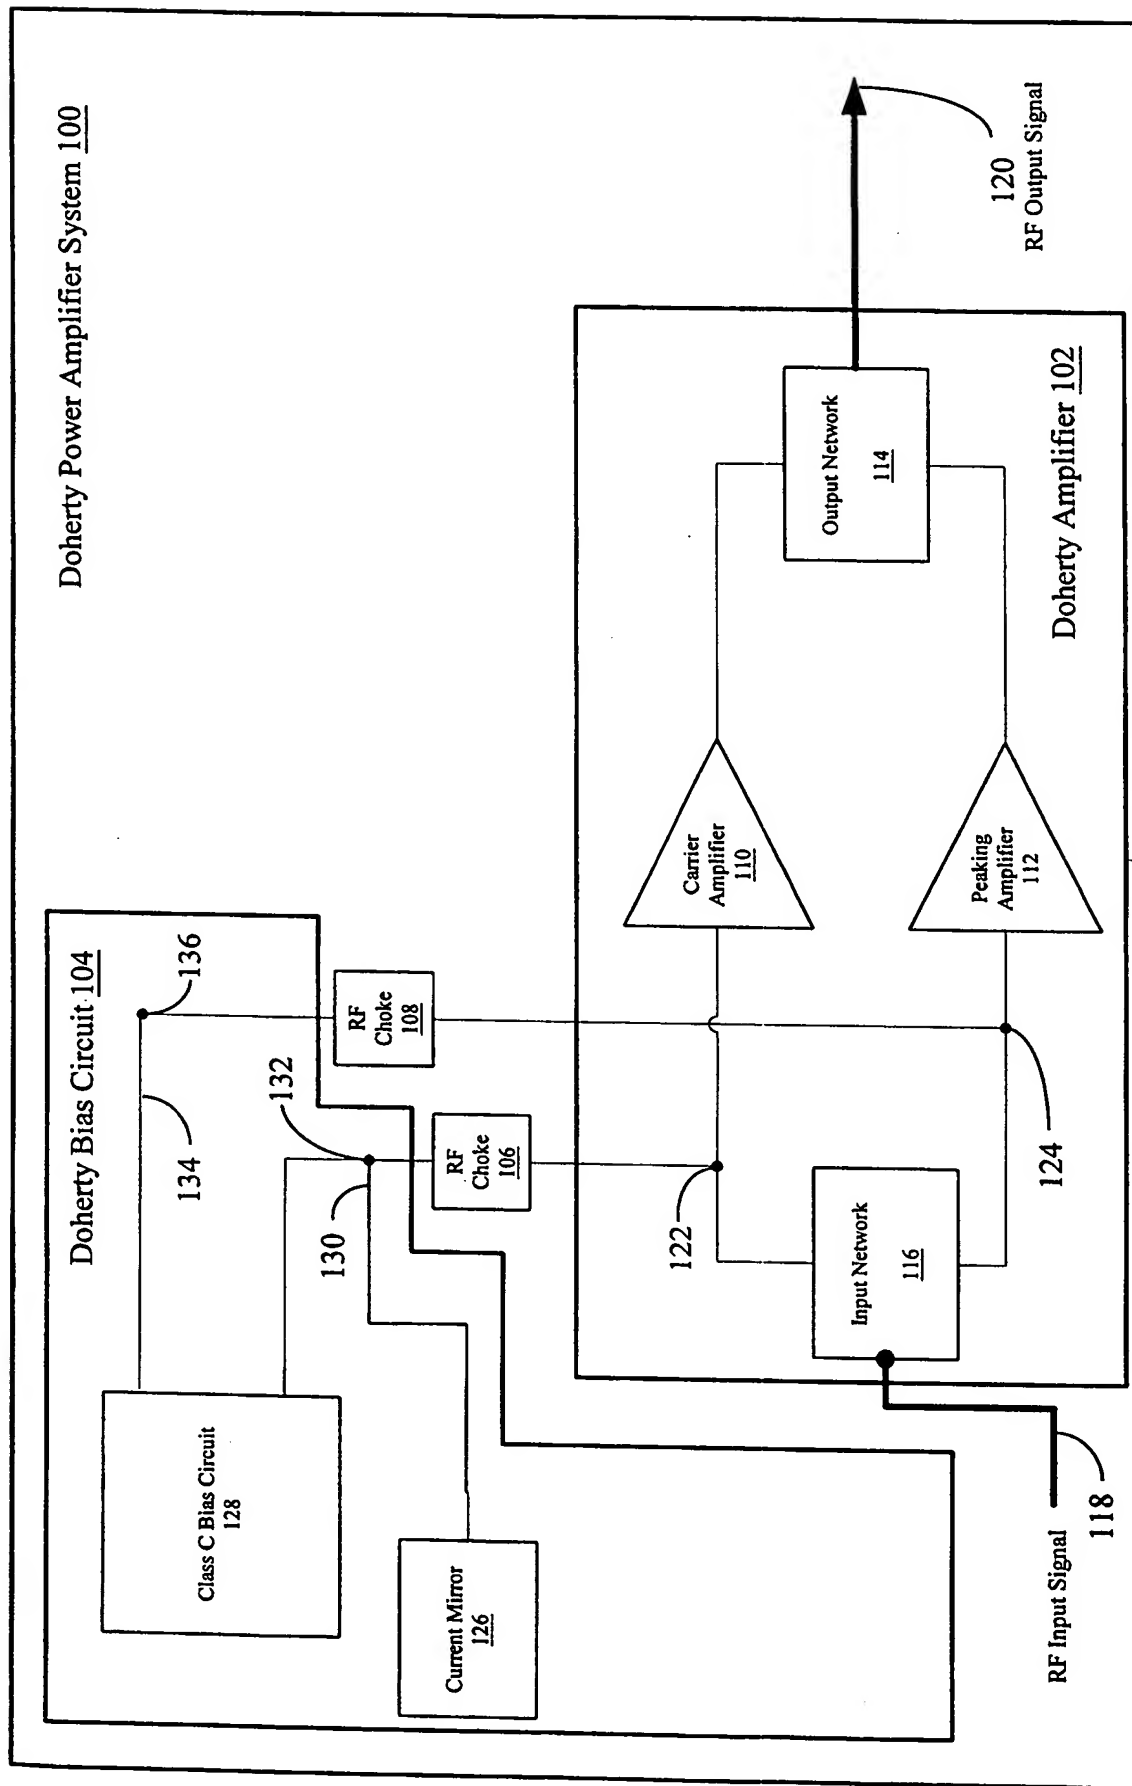 Doherty Power Amplifier System 100
Doherty Bias Circuit 104
Class C Bias Circuit
128
134
136
Current Mirror
126
130
132
RF
Choke
106
RF
Choke
108
RF Input Signal
118
122
124
Input Network
116
Carrier
Amplifier
110
Peaking
Amplifier
112
Output Network
114
Doherty Amplifier 102
120
RF Output Signal